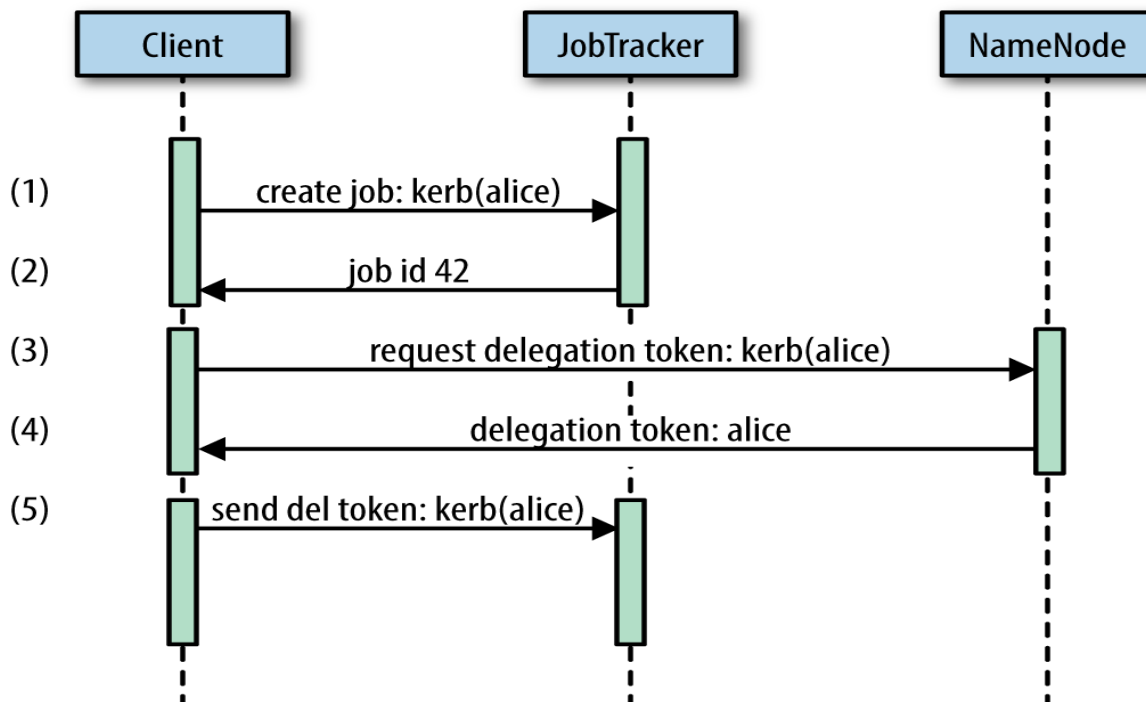 Client JobTracker NameNode
(1) create job: kerb(alice)
(2) job id 42
(3) request delegation token: kerb(alice)
(4) delegation token: alice
(5) send del token: kerb(alice)